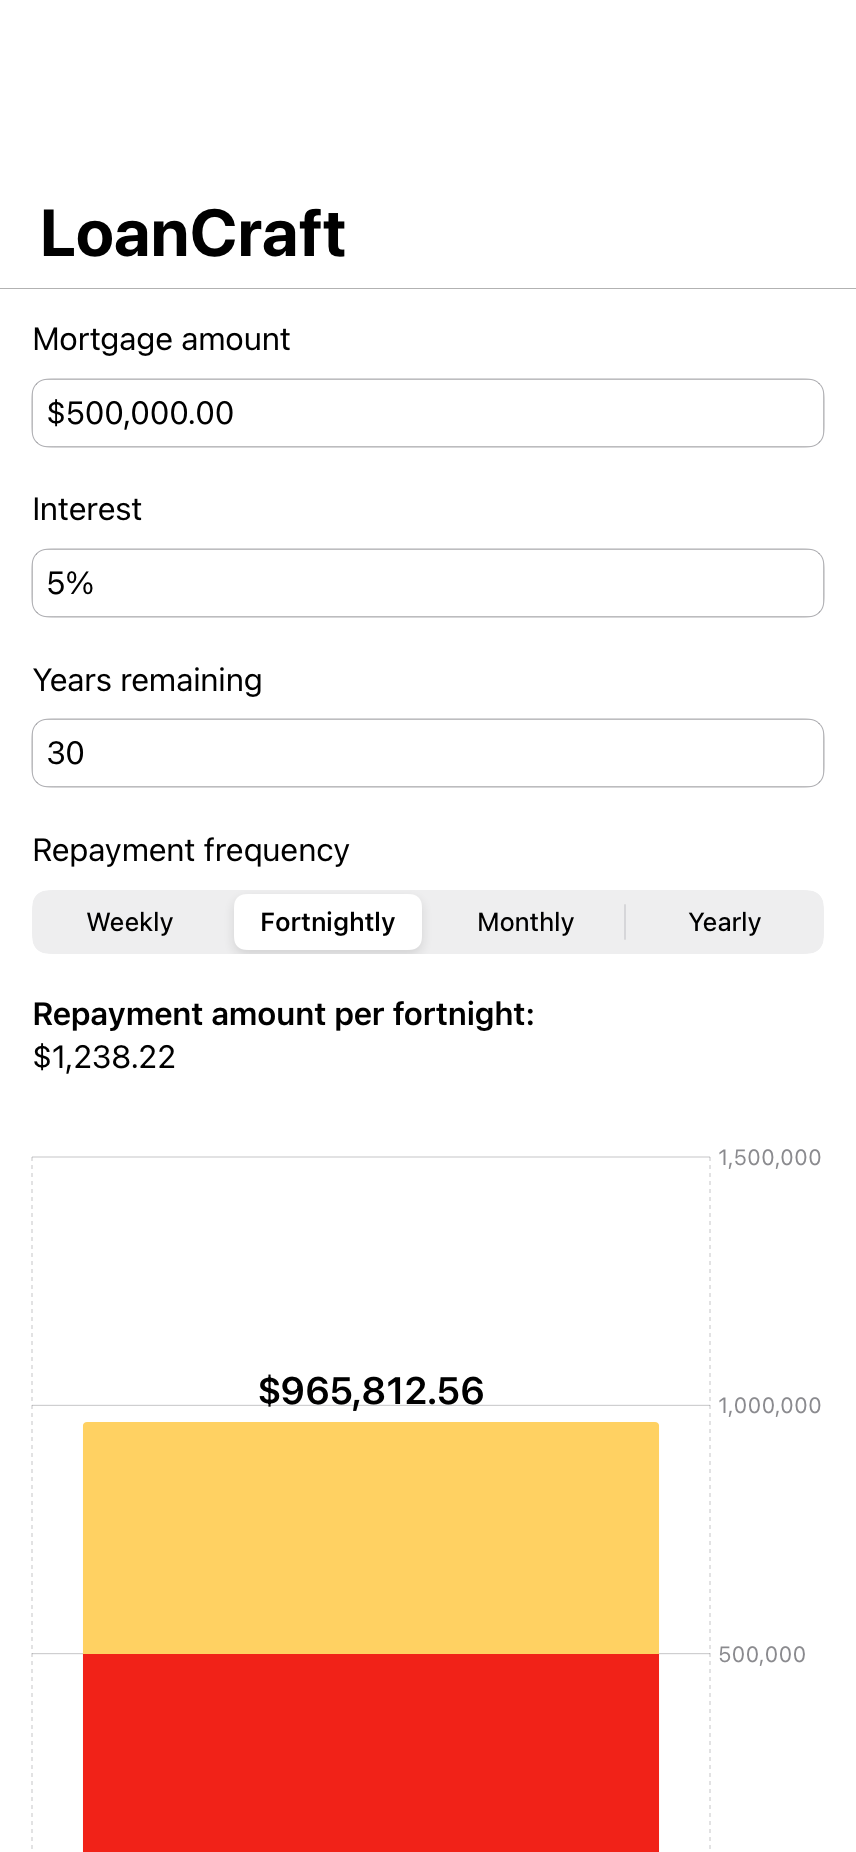 LoanCraft
Mortgage amount
$500,000.00
Interest
5%
Years remaining
30
Repayment frequency
Weekly Fortnightly Monthly Yearly
Repayment amount per fortnight:
$1,238.22
1,500,000
$965,812.56
1,000,000
500,000